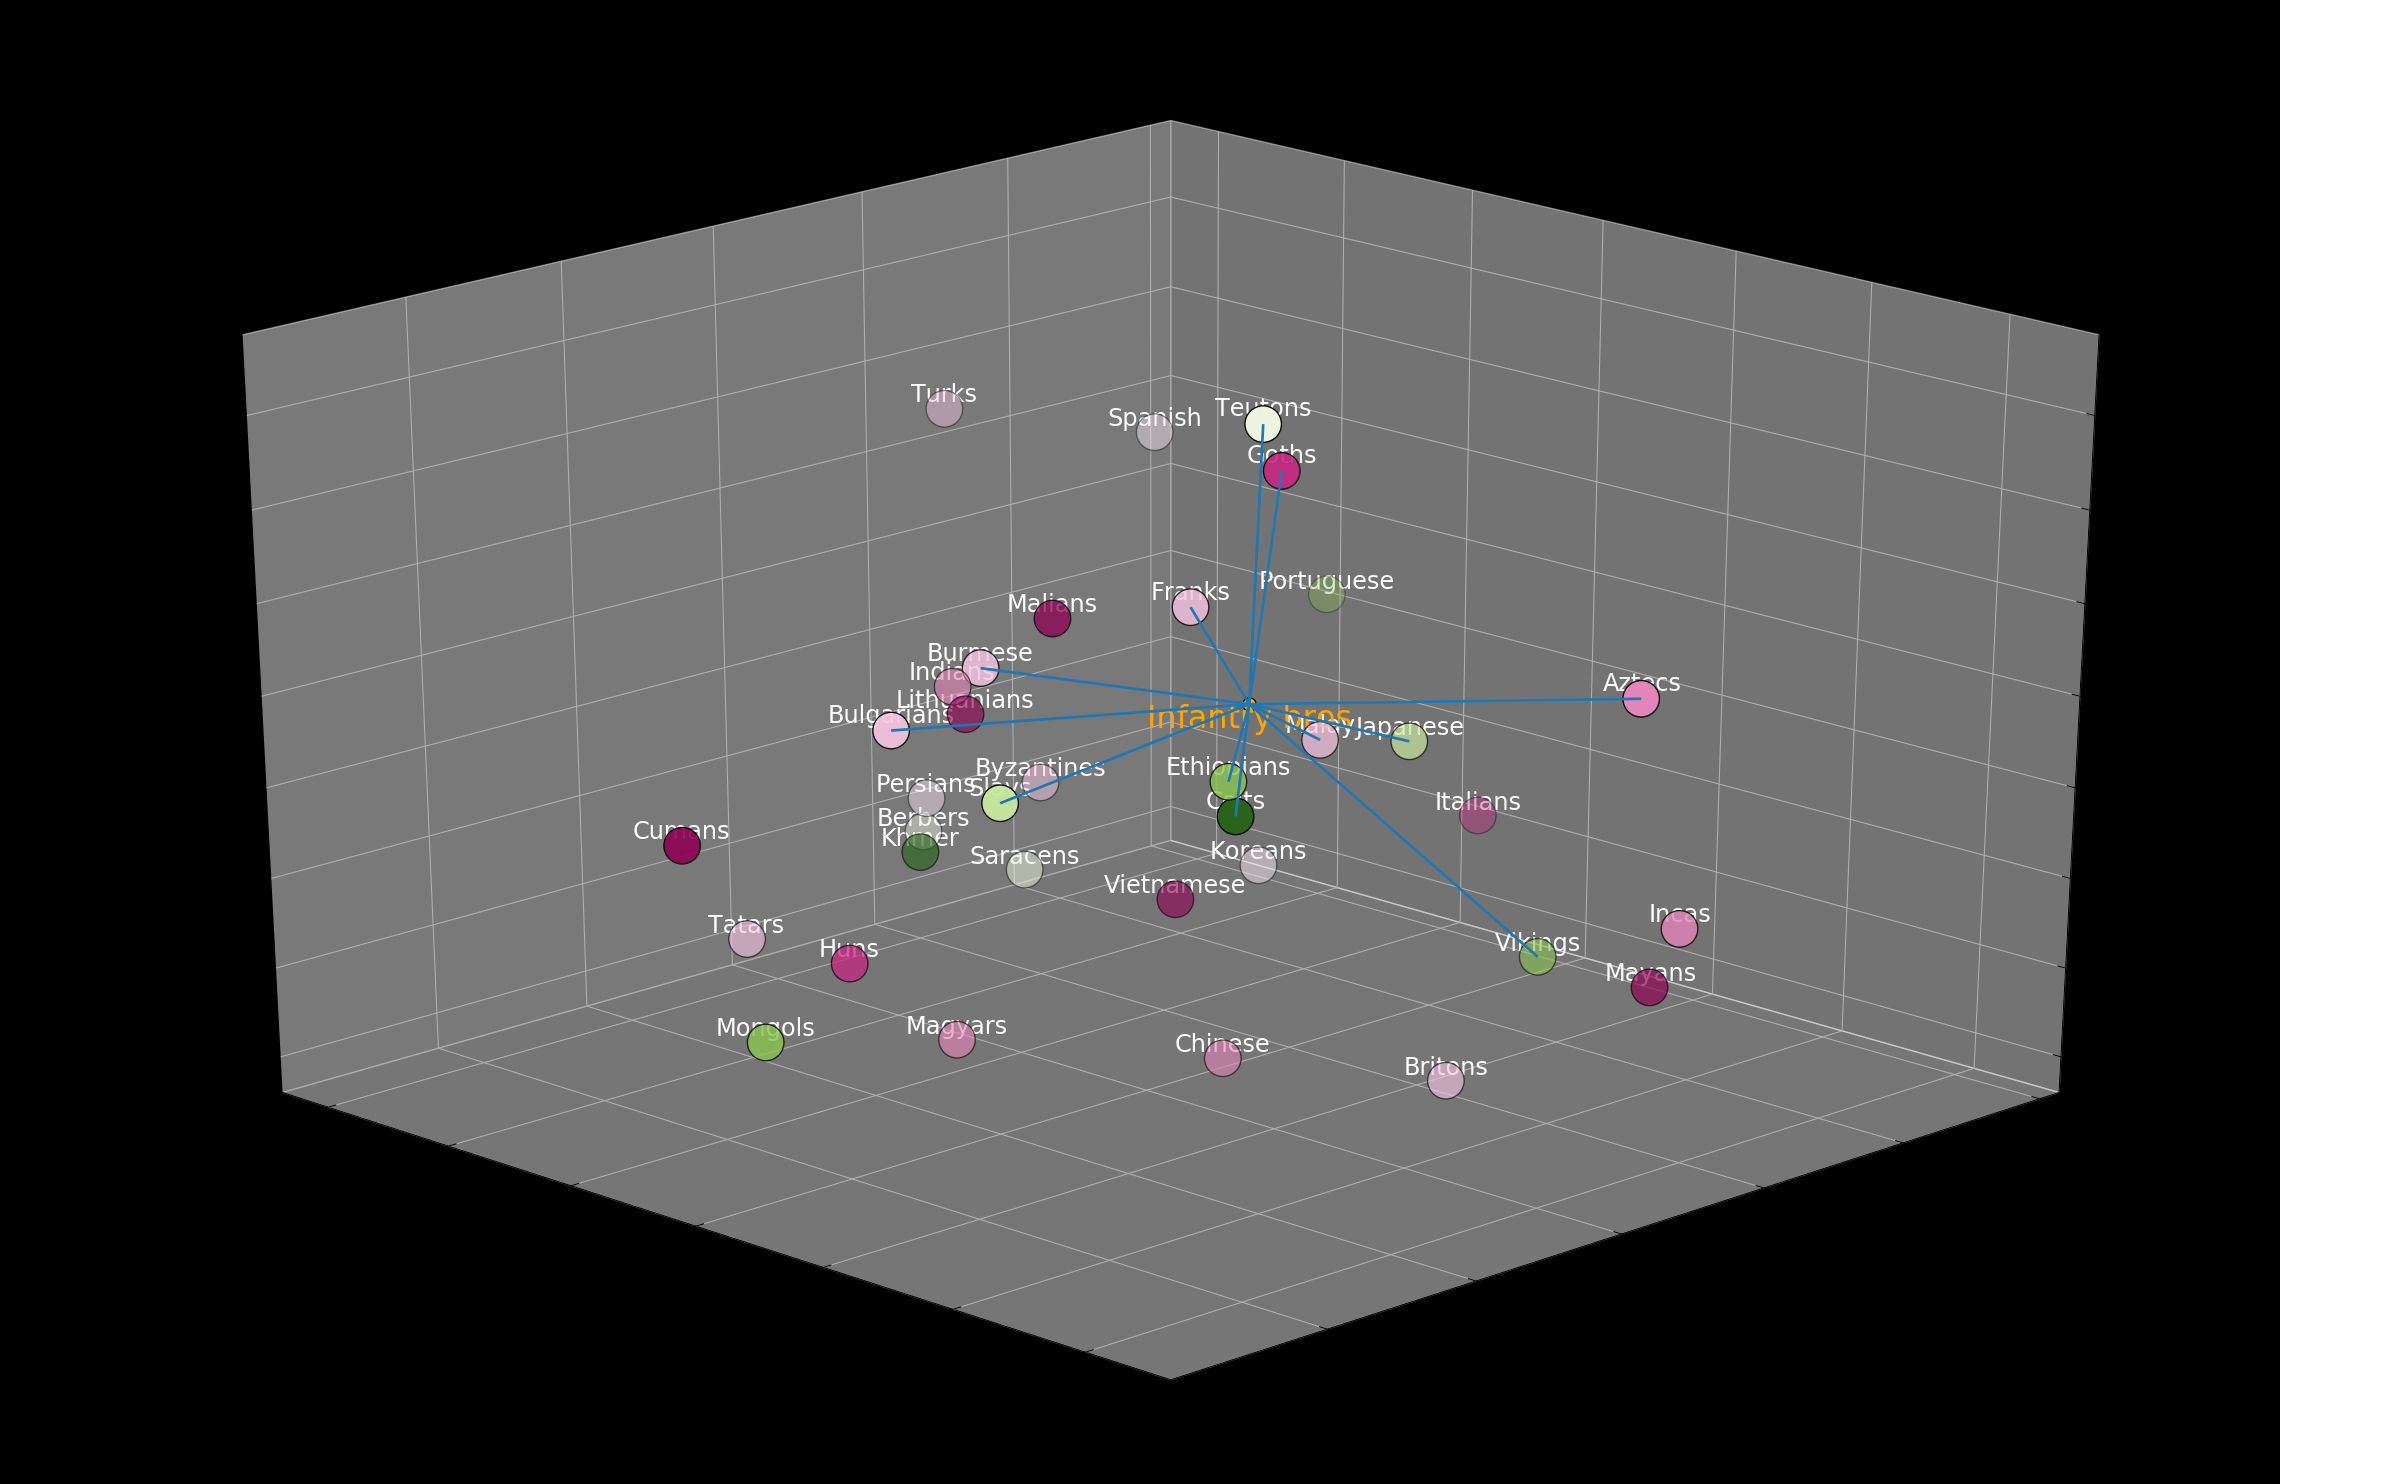 Turks
Teutons
Spanish
Goths
Portuguese
Franks
Malians
Burmese
Indians
Aztecs
Lithuanians
Bulgarians
infantry bros
Malay
Japanese
Ethiopians
Byzantines
Persians
Slavs
Celts
Italians
Berbers
Cumans
Khmer
Koreans
Saracens
Vietnamese
Incas
Tatars
Vikings
Huns
Mayans
Magyars
Mongols
Chinese
Britons